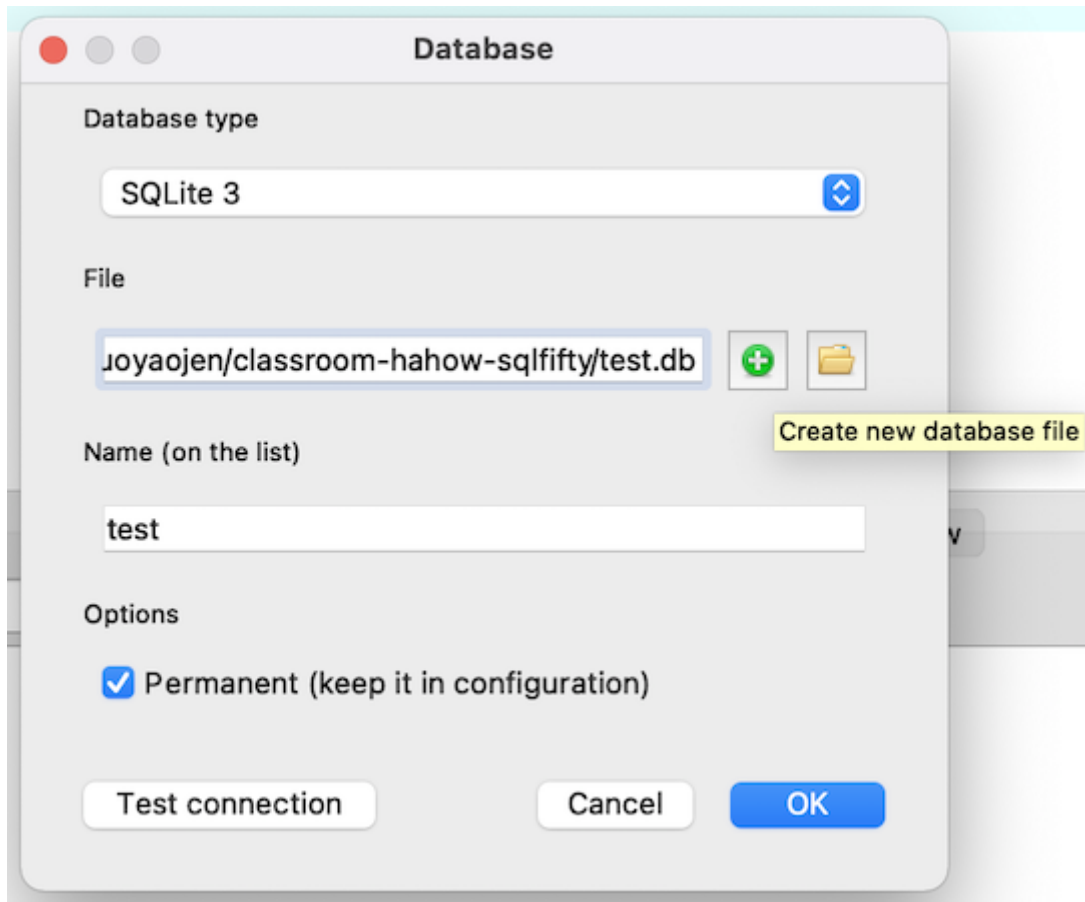 Database
Database type
SQLite 3
File
uoyaojen/classroom-hahow-sqlfifty/test.db
Create new database file
Name (on the list)
test
Options
Permanent (keep it in configuration)
Test connection
Cancel
OK